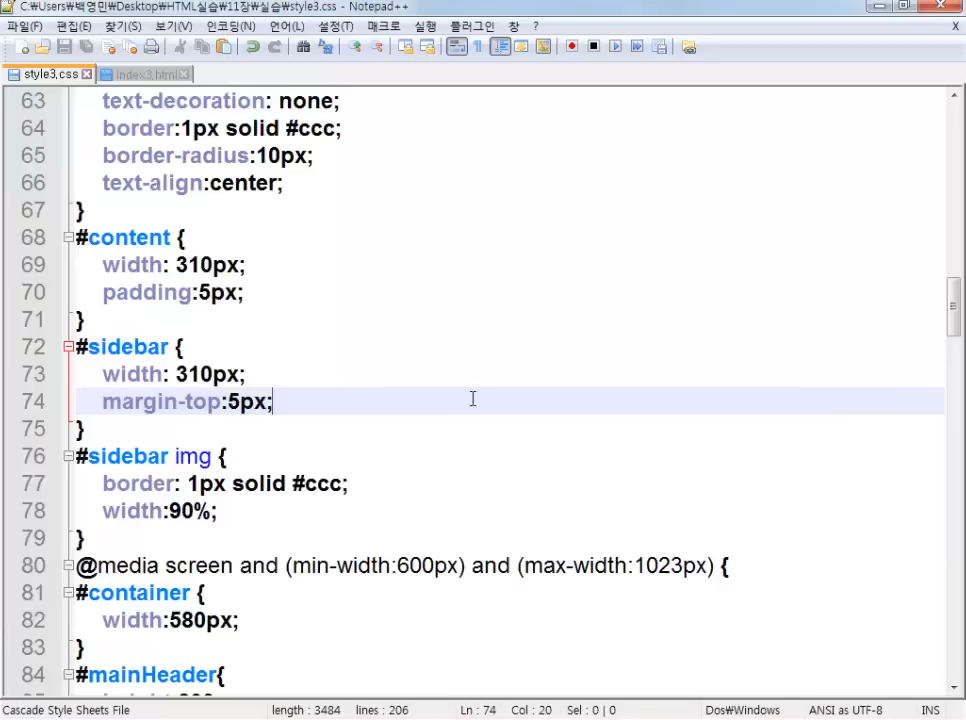 C:₩Users₩백영민₩Desktop₩HTML실습₩11장₩실습₩style3.css - Notepad++
파일(F) 편집(E) 찾기(S) 보기(V) 인코딩(N) 언어(L) 설정(T) 매크로 실행 플러그인 창 ? X
style3.css index3.html
63 text-decoration: none;
64 border:1px solid #ccc;
65 border-radius:10px;
66 text-align:center;
67 }
68 #content {
69 width: 310px;
70 padding:5px;
71 }
72 #sidebar {
73 width: 310px;
74 margin-top:5px;
75 }
76 #sidebar img {
77 border: 1px solid #ccc;
78 width:90%;
79 }
80 @media screen and (min-width:600px) and (max-width:1023px) {
81 #container {
82 width:580px;
83 }
84 #mainHeader{
Cascade Style Sheets File length : 3484 lines : 206 Ln : 74 Col : 20 Sel : 0 | 0 Dos₩Windows ANSI as UTF-8 INS